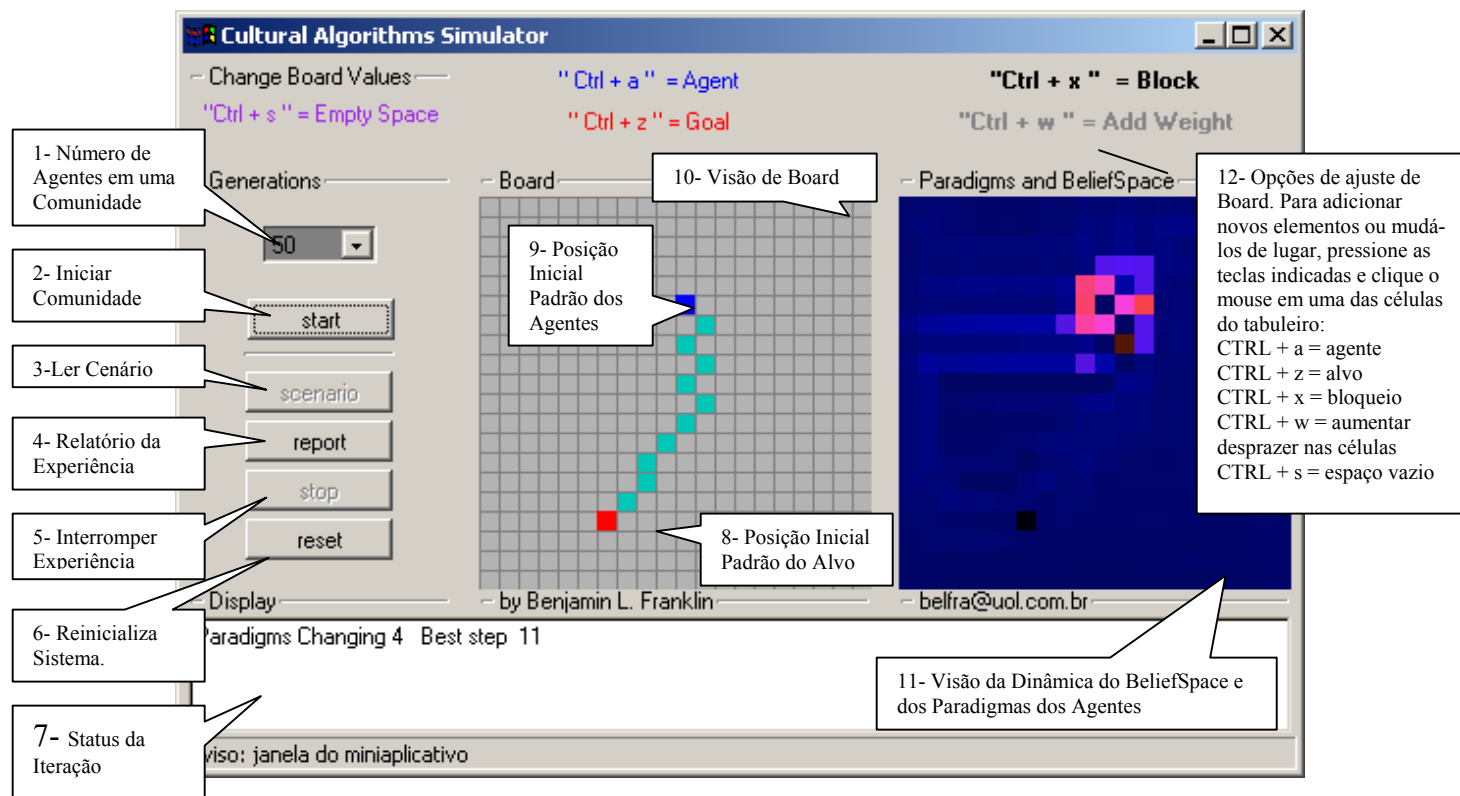 Cultural Algorithms Simulator
Change Board Values
"Ctrl + s " = Empty Space
" Ctrl + a " = Agent
" Ctrl + z " = Goal
"Ctrl + x " = Block
"Ctrl + w " = Add Weight
1- Número de
Agentes em uma
Comunidade
Generations
50
2- Iniciar
Comunidade
start
3-Ler Cenário
scenario
4- Relatório da
Experiência
report
stop
5- Interromper
Experiência
reset
6- Reinicializa
Sistema.
Board
10- Visão de Board
9- Posição
Inicial
Padrão dos
Agentes
8- Posição Inicial
Padrão do Alvo
Paradigms and BeliefSpace
12- Opções de ajuste de
Board. Para adicionar
novos elementos ou mudá-
los de lugar, pressione as
teclas indicadas e clique o
mouse em uma das células
do tabuleiro:
CTRL + a = agente
CTRL + z = alvo
CTRL + x = bloqueio
CTRL + w = aumentar
desprazer nas células
CTRL + s = espaço vazio
Display
by Benjamin L. Franklin
belfra@uol.com.br
Paradigms Changing 4 Best step 11
11- Visão da Dinâmica do BeliefSpace e
dos Paradigmas dos Agentes
7- Status da
Iteração
viso: janela do miniaplicativo